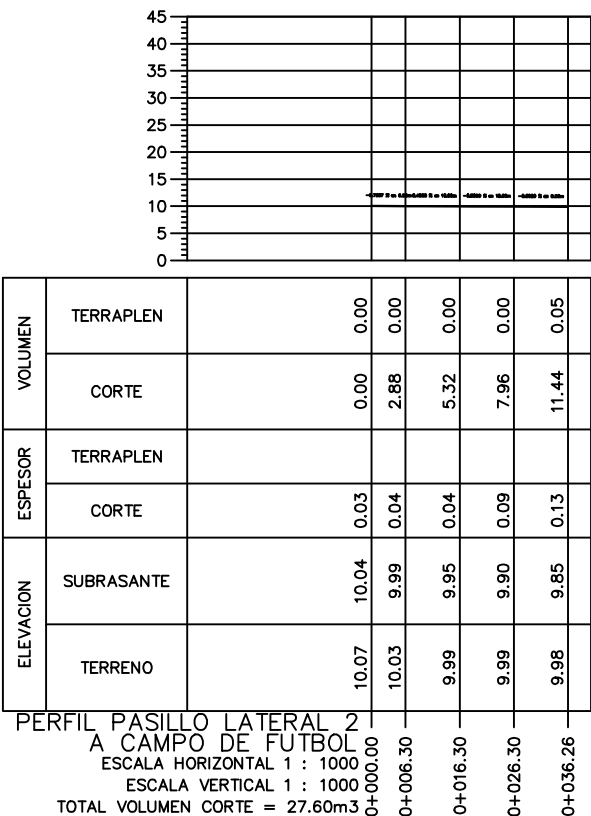 45
40
35
30
25
20
15
10
5
0
VOLUMEN
TERRAPLEN 0.00 0.00 0.00 0.00 0.05
CORTE 0.00 2.88 5.32 7.96 11.44
ESPESOR
TERRAPLEN
CORTE 0.03 0.04 0.04 0.09 0.13
ELEVACION
SUBRASANTE 10.04 9.99 9.95 9.90 9.85
TERRENO 10.07 10.03 9.99 9.99 9.98
PERFIL PASILLO LATERAL 2
A CAMPO DE FUTBOL
ESCALA HORIZONTAL 1 : 1000
ESCALA VERTICAL 1 : 1000
TOTAL VOLUMEN CORTE = 27.60m3
0+000.00 0+006.30 0+016.30 0+026.30 0+036.26